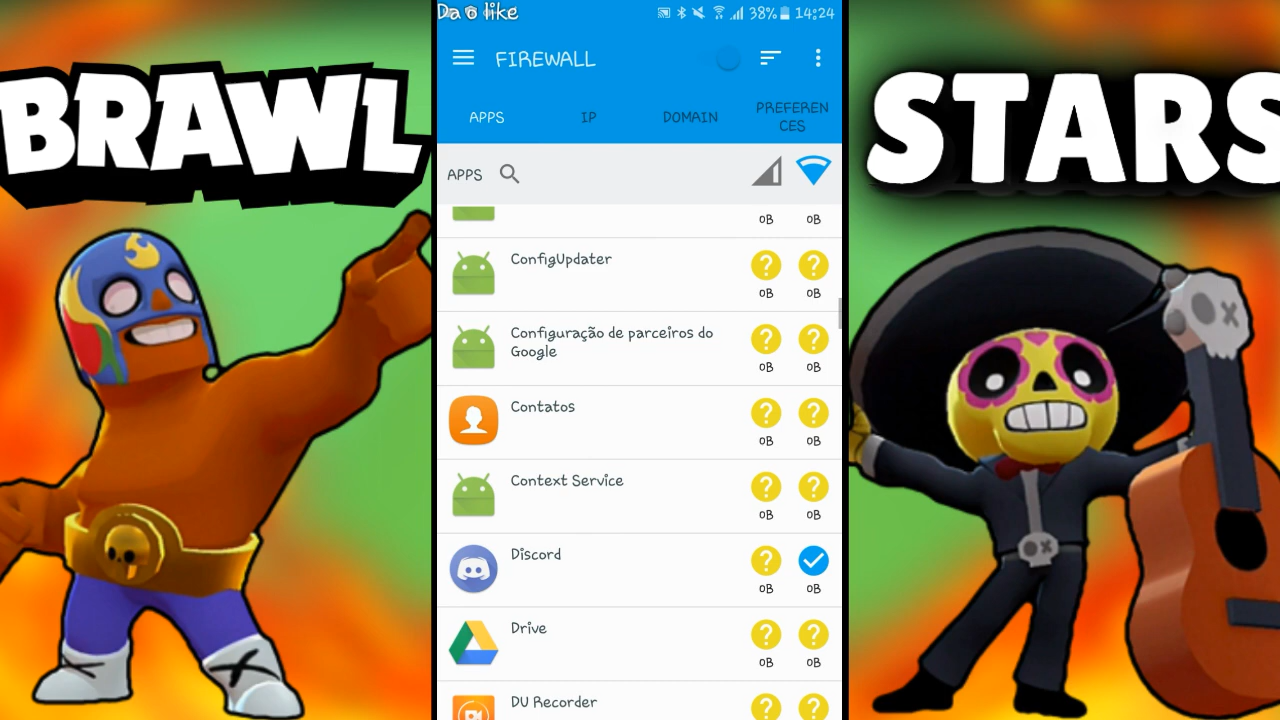 Da o like
38% 14:24
BRAWL
STARS
FIREWALL
APPS
IP
DOMAIN
PREFEREN
CES
APPS
0B 0B
ConfigUpdater
0B 0B
Configuração de parceiros do
Google
0B 0B
Contatos
0B 0B
Context Service
0B 0B
Discord
0B 0B
Drive
0B 0B
DU Recorder